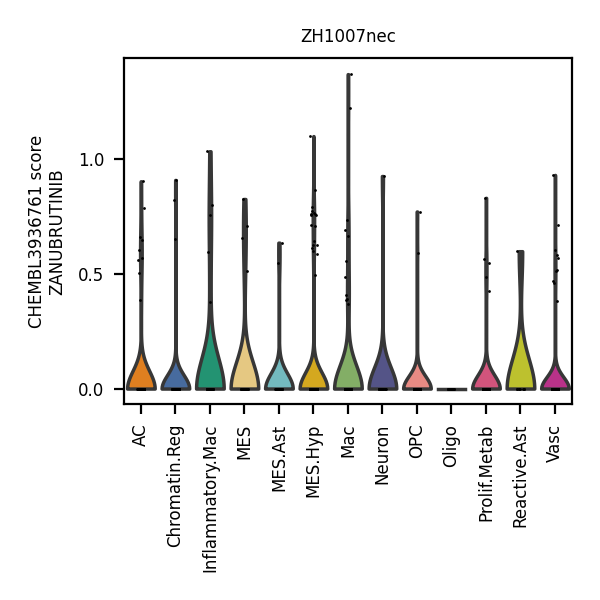 ZH1007nec
CHEMBL3936761 score
ZANUBRUTINIB
1.0
0.5
0.0
AC
Chromatin.Reg
Inflammatory.Mac
MES
MES.Ast
MES.Hyp
Mac
Neuron
OPC
Oligo
Prolif.Metab
Reactive.Ast
Vasc